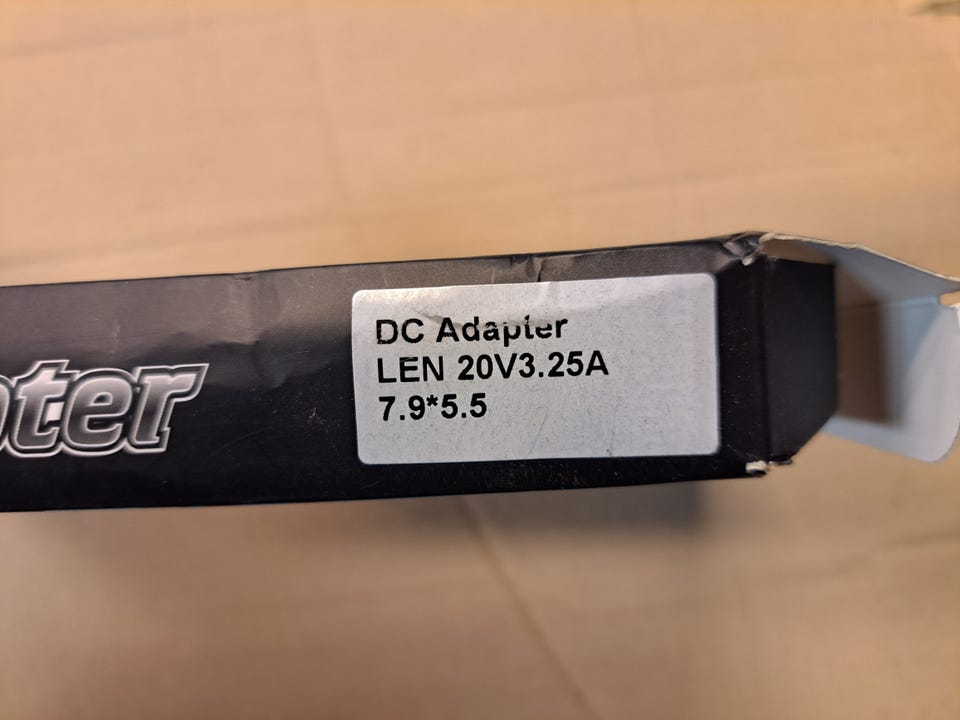 DC Adapter
LEN 20V3.25A
7.9*5.5